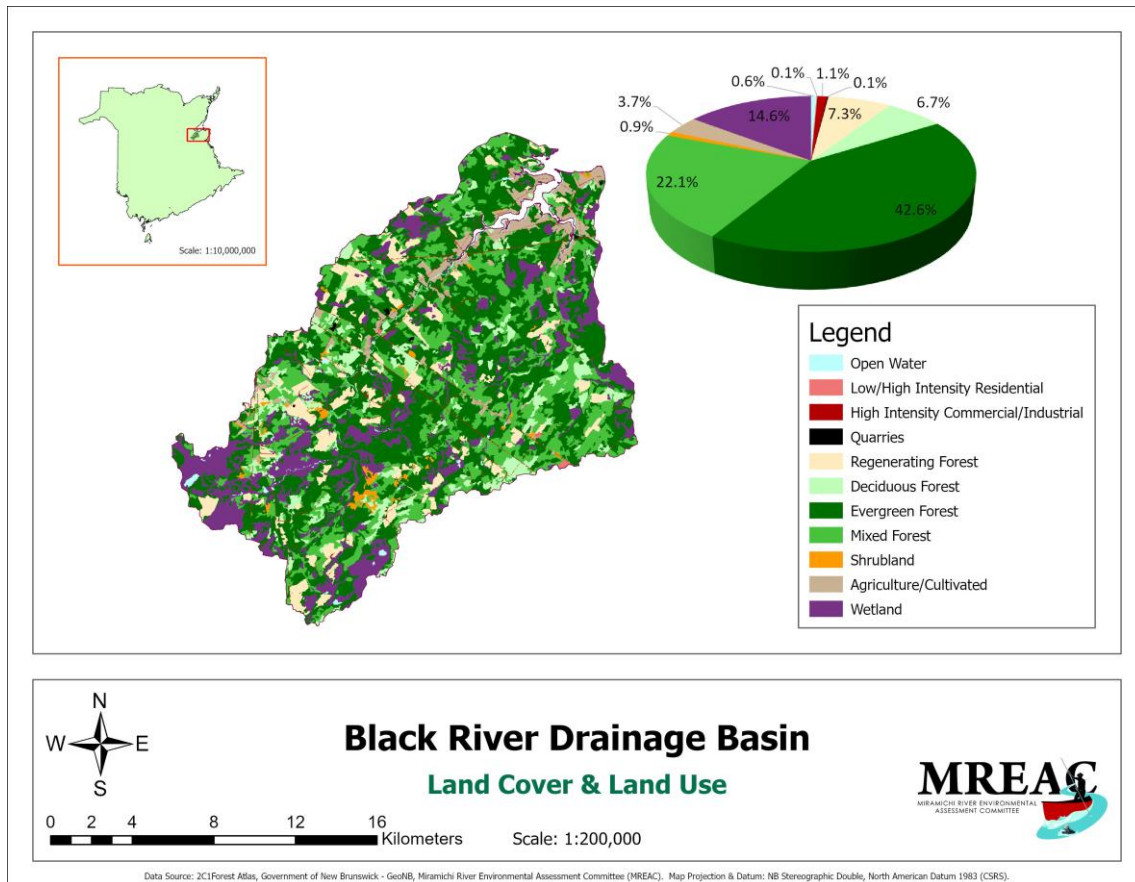 Scale: 1:10,000,000
0.6%
0.1%
1.1%
0.1%
3.7%
14.6%
7.3%
6.7%
0.9%
22.1%
42.6%
Legend
Open Water
Low/High Intensity Residential
High Intensity Commercial/Industrial
Quarries
Regenerating Forest
Deciduous Forest
Evergreen Forest
Mixed Forest
Shrubland
Agriculture/Cultivated
Wetland
N
W E
S
Black River Drainage Basin
Land Cover & Land Use
0 2 4 8 12 16
Kilometers
Scale: 1:200,000
MREAC
MIRAMICHI RIVER ENVIRONMENTAL
ASSESSMENT COMMITTEE
Data Source: 2C1Forest Atlas, Government of New Brunswick - GeoNB, Miramichi River Environmental Assessment Committee (MREAC). Map Projection & Datum: NB Stereographic Double, North American Datum 1983 (CSRS).